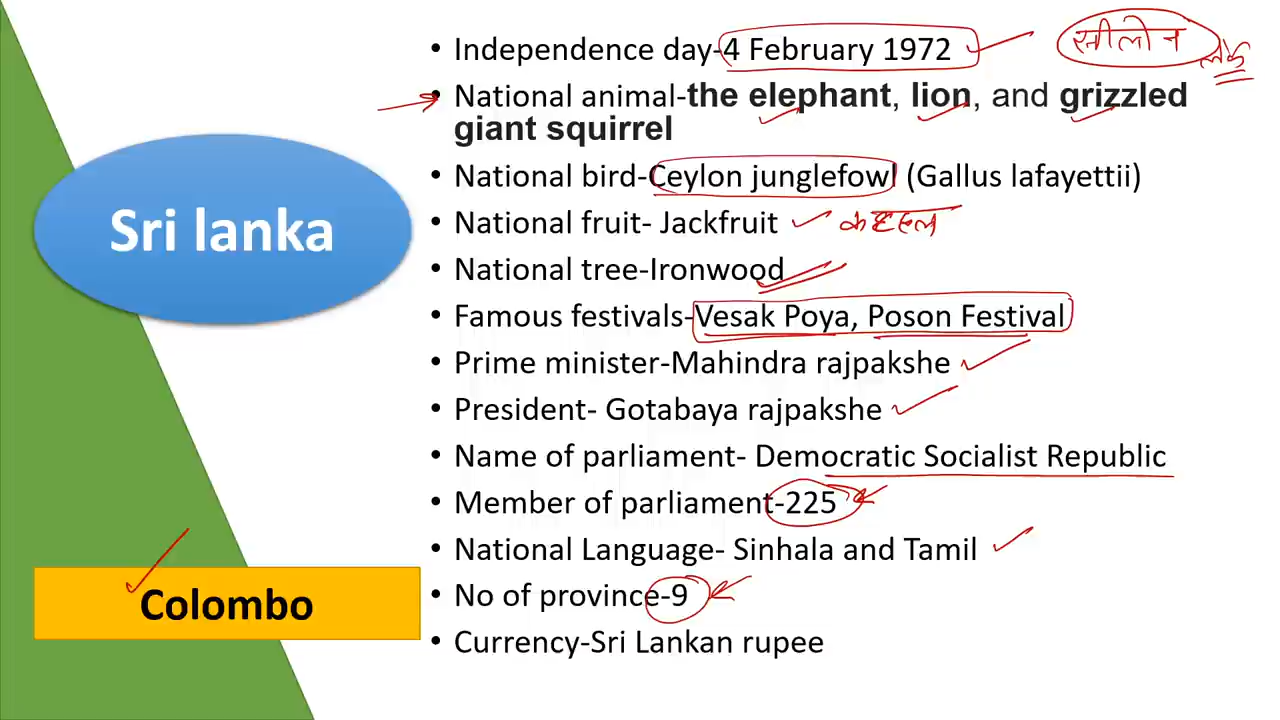 Independence day-4 February 1972
सीलोन
National animal-the elephant, lion, and grizzled
giant squirrel
National bird-Ceylon junglefowl (Gallus lafayettii)
National fruit- Jackfruit
National tree-Ironwood
Famous festivals-Vesak Poya, Poson Festival
Prime minister-Mahindra rajpakshe
President- Gotabaya rajpakshe
Name of parliament- Democratic Socialist Republic
Member of parliament-225
National Language- Sinhala and Tamil
No of province-9
Currency-Sri Lankan rupee
Sri lanka
Colombo